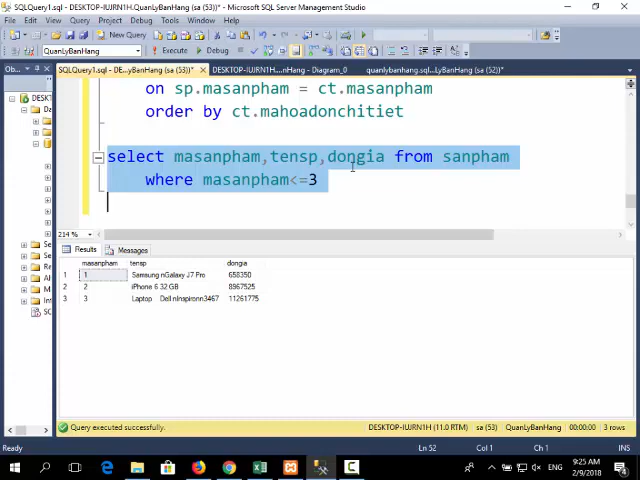 SQLQuery1.sql - DESKTOP-IUJRN1H.QuanLyBanHang (sa (53))* - Microsoft SQL Server Management Studio
File Edit View Query Project Debug Tools Window Help
New Query
QuanLyBanHang
Execute
Debug
Ob...
SQLQuery1.sql - DE...yBanHang (sa (53))*
DESKTOP-IUJRN1H....nHang - Diagram_0
quanlybanhang.sql...LyBanHang (sa (52))*
on sp.masanpham = ct.masanpham
order by ct.mahoadonchitiet
select masanpham,tensp,dongia from sanpham
where masanpham<=3
214 %
Results
Messages
masanpham tensp dongia
1 1 Samsung nGalaxy J7 Pro 658350
2 2 iPhone 6 32 GB 8967525
3 3 Laptop Dell nInspironn3467 11261775
Query executed successfully.
DESKTOP-IUJRN1H (11.0 RTM)
sa (53)
QuanLyBanHang
00:00:00
3 rows
Ln 52
Col 1
Ch 1
INS
ENG
9:25 AM
2/9/2018